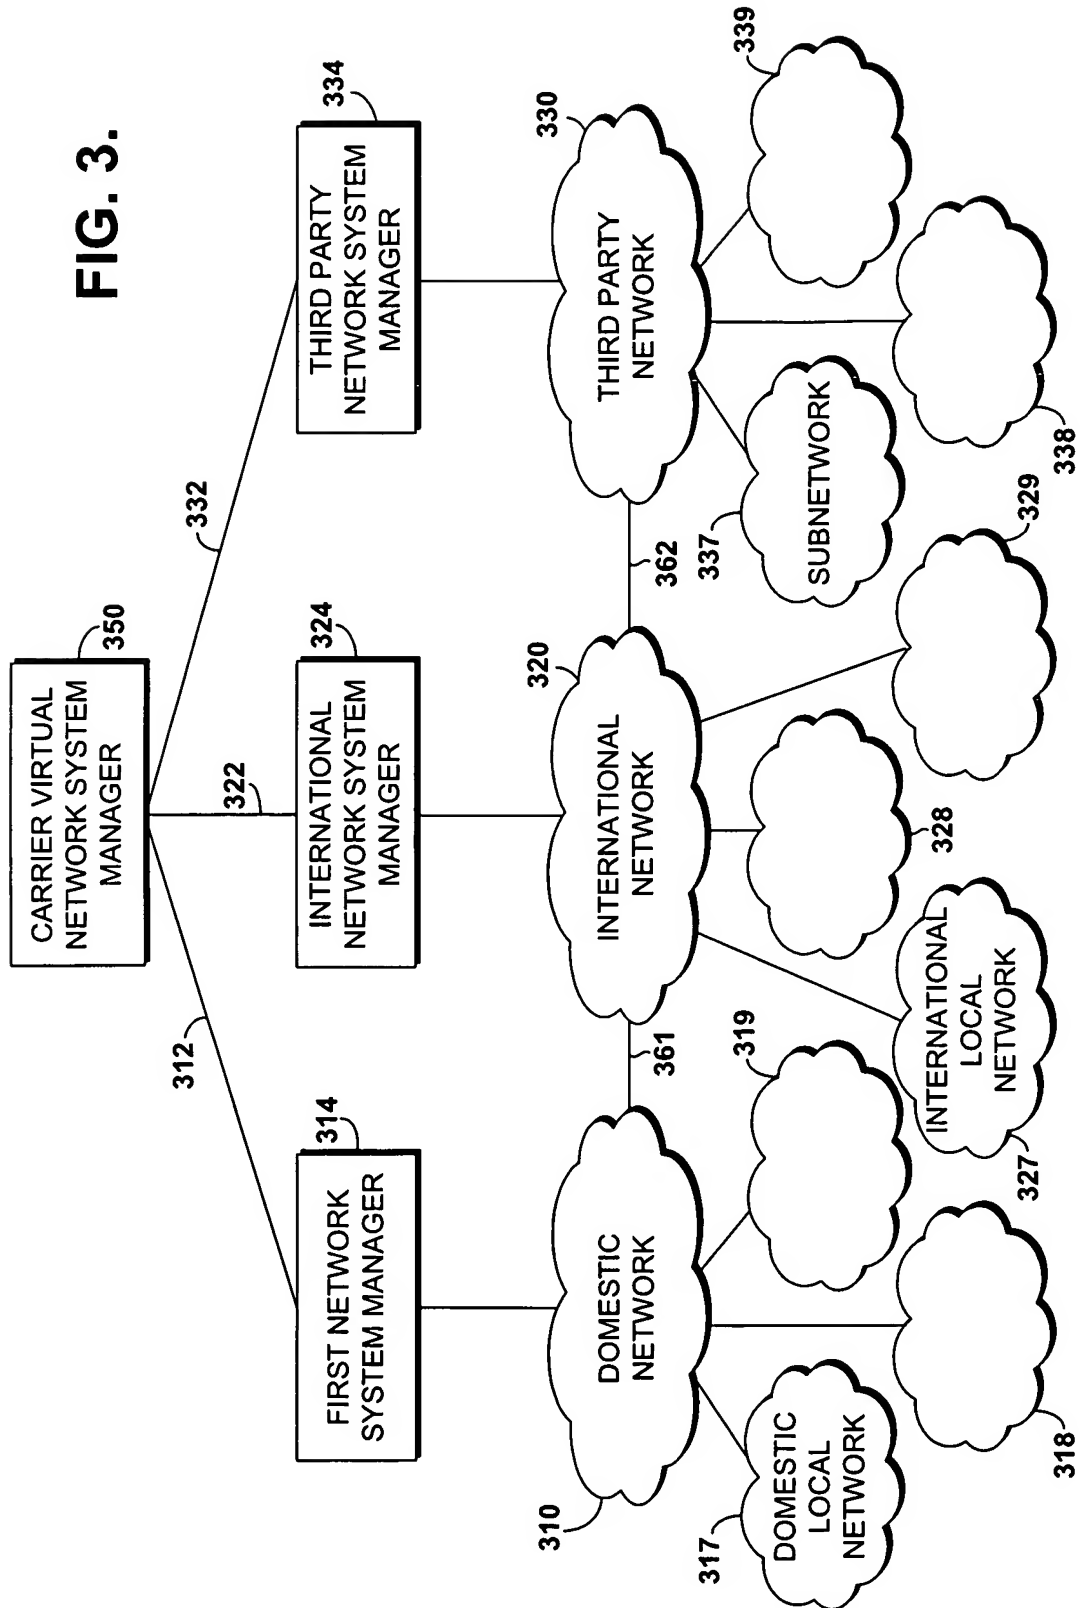 FIG. 3.
CARRIER VIRTUAL
NETWORK SYSTEM
MANAGER
350
312
322
332
FIRST NETWORK
SYSTEM MANAGER
314
INTERNATIONAL
NETWORK SYSTEM
MANAGER
324
THIRD PARTY
NETWORK SYSTEM
MANAGER
334
310
DOMESTIC
NETWORK
361
INTERNATIONAL
NETWORK
320
362
THIRD PARTY
NETWORK
330
317
DOMESTIC
LOCAL
NETWORK
318
319
327
INTERNATIONAL
LOCAL
NETWORK
328
329
337
SUBNETWORK
338
339